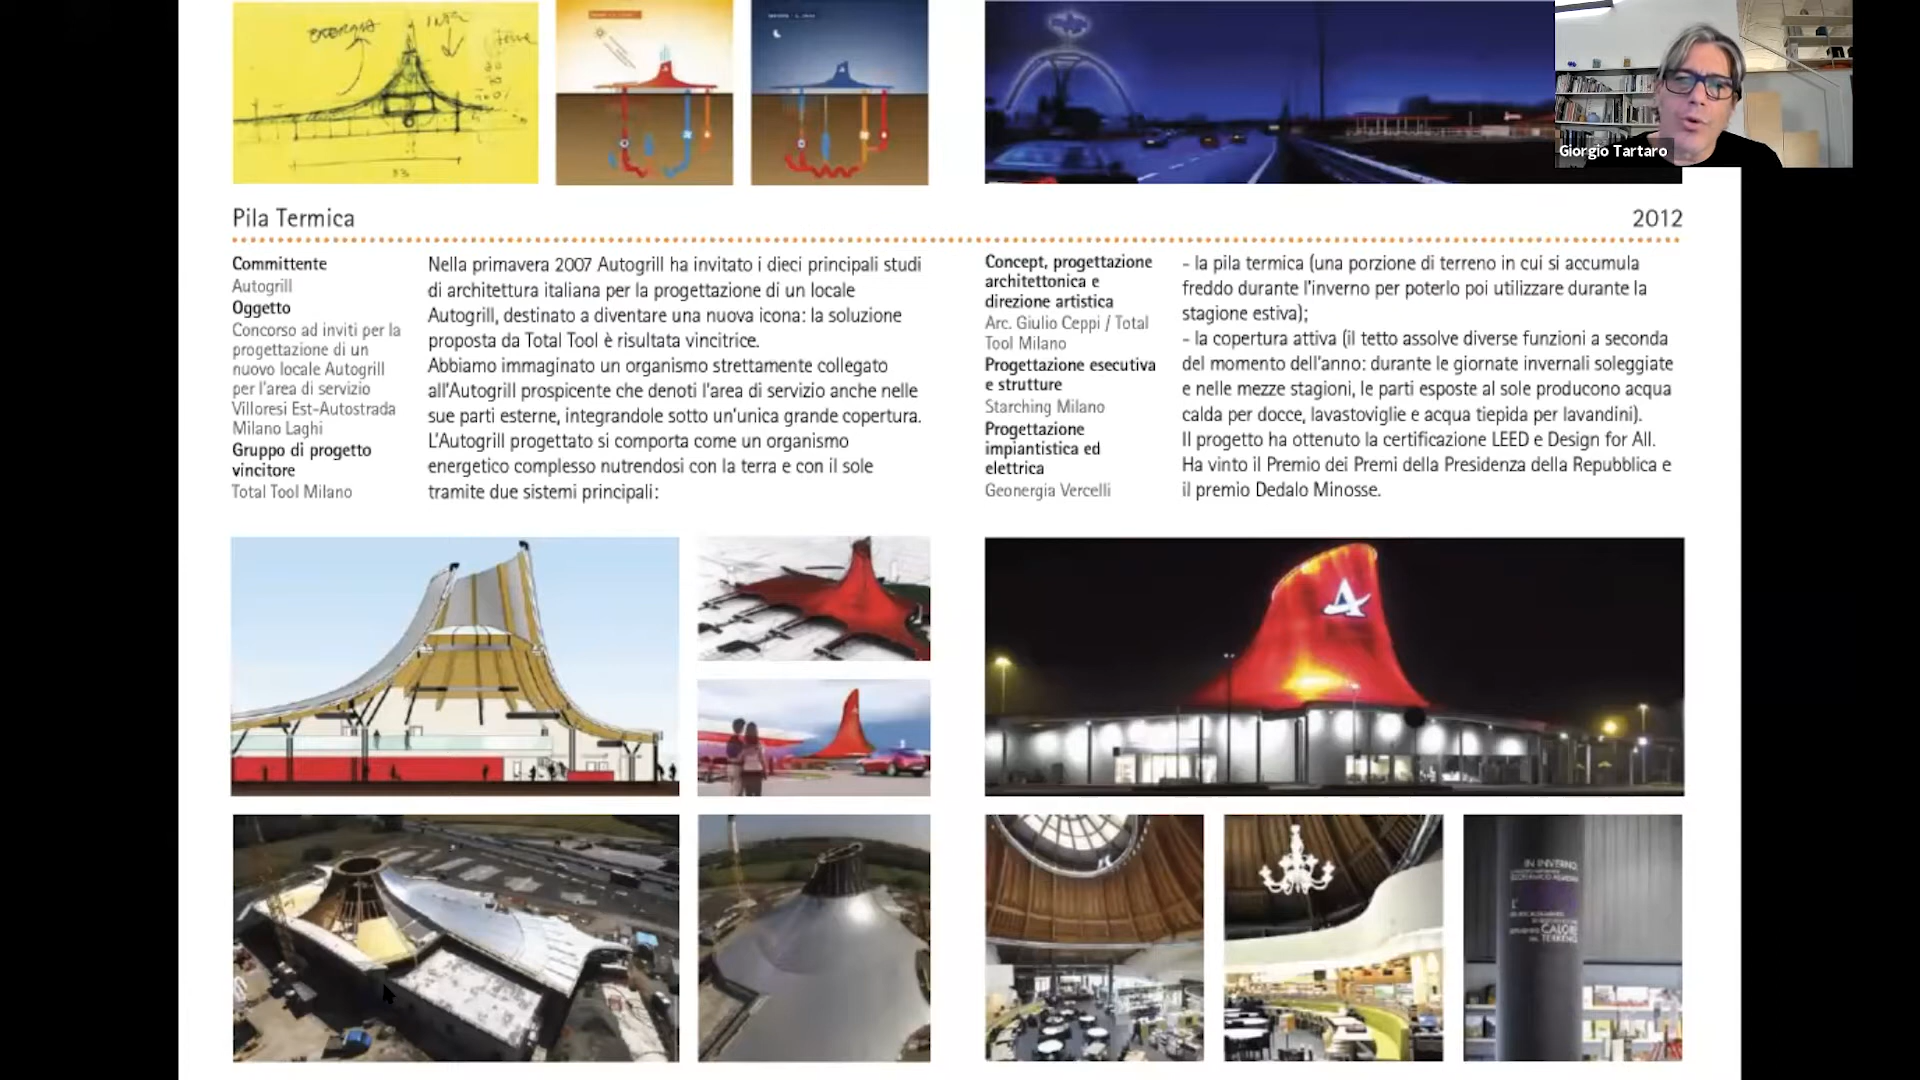 ESTERNA
Giorgio Tartaro
Pila Termica
2012
Committente
Autogrill
Oggetto
Concorso ad inviti per la
progettazione di un
nuovo locale Autogrill
per l'area di servizio
Villoresi Est-Autostrada
Milano Laghi
Gruppo di progetto
vincitore
Total Tool Milano
Nella primavera 2007 Autogrill ha invitato i dieci principali studi
di architettura italiana per la progettazione di un locale
Autogrill, destinato a diventare una nuova icona: la soluzione
proposta da Total Tool è risultata vincitrice.
Abbiamo immaginato un organismo strettamente collegato
all'Autogrill prospicente che denoti l'area di servizio anche nelle
sue parti esterne, integrandole sotto un'unica grande copertura.
L'Autogrill progettato si comporta come un organismo
energetico complesso nutrendosi con la terra e con il sole
tramite due sistemi principali:
Concept, progettazione
architettonica e
direzione artistica
Arc. Giulio Ceppi / Total
Tool Milano
Progettazione esecutiva
e strutture
Starching Milano
Progettazione
impiantistica ed
elettrica
Geonergia Vercelli
- la pila termica (una porzione di terreno in cui si accumula
freddo durante l'inverno per poterlo poi utilizzare durante la
stagione estiva);
- la copertura attiva (il tetto assolve diverse funzioni a seconda
del momento dell'anno: durante le giornate invernali soleggiate
e nelle mezze stagioni, le parti esposte al sole producono acqua
calda per docce, lavastoviglie e acqua tiepida per lavandini).
Il progetto ha ottenuto la certificazione LEED e Design for All.
Ha vinto il Premio dei Premi della Presidenza della Repubblica e
il premio Dedalo Minosse.
A
IN INVERNO
L'
CALORE
TERRENO